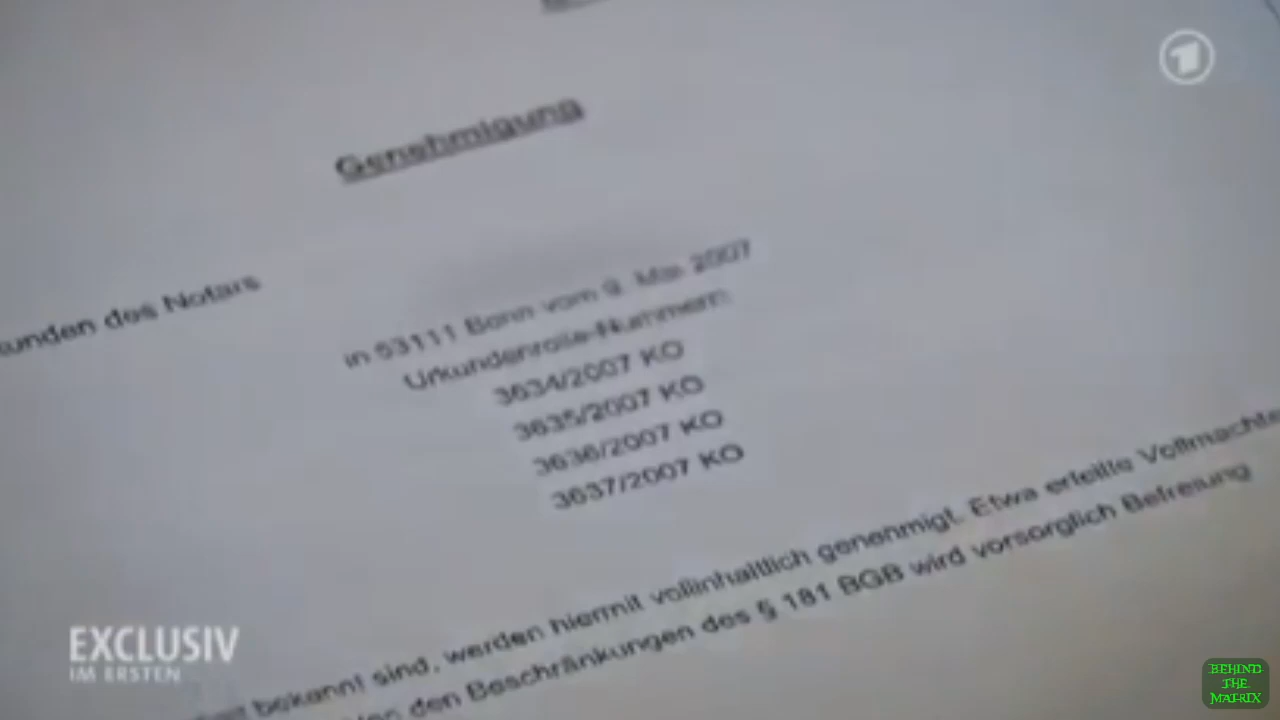 Genehmigung
unden des Notars
in 53111 Bonn vom 9. Mai 2007
Urkundenrolle-Nummern:
3634/2007 KO
3635/2007 KO
3636/2007 KO
3637/2007 KO
bekannt sind, werden hiermit vollinhaltlich genehmigt. Etwa erteilte Vollmachte
den Beschränkungen des § 181 BGB wird vorsorglich Befreiung
1
EXCLUSIV
IM ERSTEN
BEHIND
THE
MATRIX